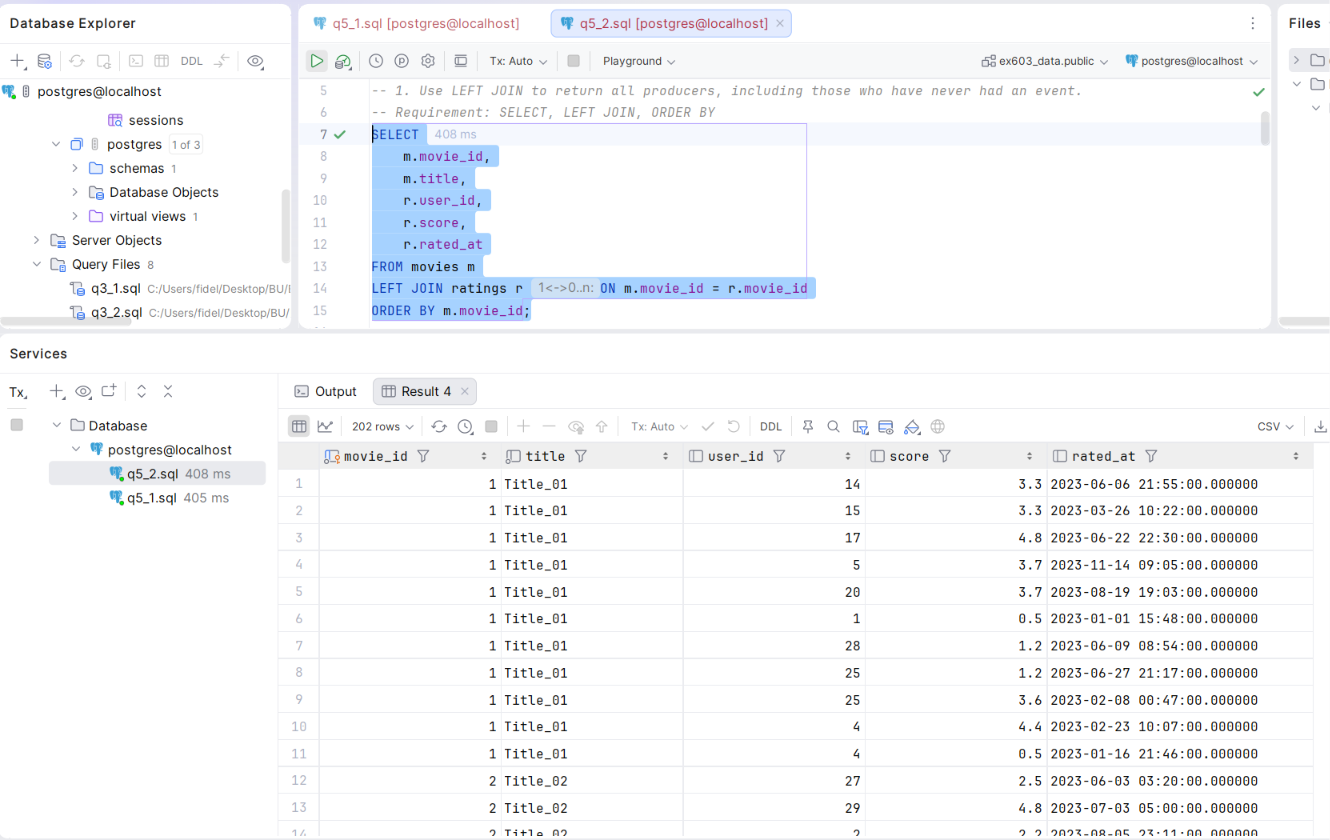 Database Explorer
DDL
postgres@localhost
sessions
postgres 1 of 3
schemas 1
Database Objects
virtual views 1
Server Objects
Query Files 8
q3_1.sql C:/Users/fidel/Desktop/BU/
q3_2.sql C:/Users/fidel/Desktop/BU/
q5_1.sql [postgres@localhost]
q5_2.sql [postgres@localhost]
Tx: Auto
Playground
ex603_data.public
postgres@localhost
5 -- 1. Use LEFT JOIN to return all producers, including those who have never had an event.
6 -- Requirement: SELECT, LEFT JOIN, ORDER BY
7 SELECT 408 ms
8 m.movie_id,
9 m.title,
10 r.user_id,
11 r.score,
12 r.rated_at
13 FROM movies m
14 LEFT JOIN ratings r 1<->0..n: ON m.movie_id = r.movie_id
15 ORDER BY m.movie_id;
Files
Services
Tx
Database
postgres@localhost
q5_2.sql 408 ms
q5_1.sql 405 ms
Output
Result 4
202 rows
Tx: Auto
DDL
CSV
movie_id title user_id score rated_at
1 1 Title_01 14 3.3 2023-06-06 21:55:00.000000
2 1 Title_01 15 3.3 2023-03-26 10:22:00.000000
3 1 Title_01 17 4.8 2023-06-22 22:30:00.000000
4 1 Title_01 5 3.7 2023-11-14 09:05:00.000000
5 1 Title_01 20 3.7 2023-08-19 19:03:00.000000
6 1 Title_01 1 0.5 2023-01-01 15:48:00.000000
7 1 Title_01 28 1.2 2023-06-09 08:54:00.000000
8 1 Title_01 25 1.2 2023-06-27 21:17:00.000000
9 1 Title_01 25 3.6 2023-02-08 00:47:00.000000
10 1 Title_01 4 4.4 2023-02-23 10:07:00.000000
11 1 Title_01 4 0.5 2023-01-16 21:46:00.000000
12 2 Title_02 27 2.5 2023-06-03 03:20:00.000000
13 2 Title_02 29 4.8 2023-07-03 05:00:00.000000
14 2 Title_02 2 2.2 2023-08-05 23:11:00.000000